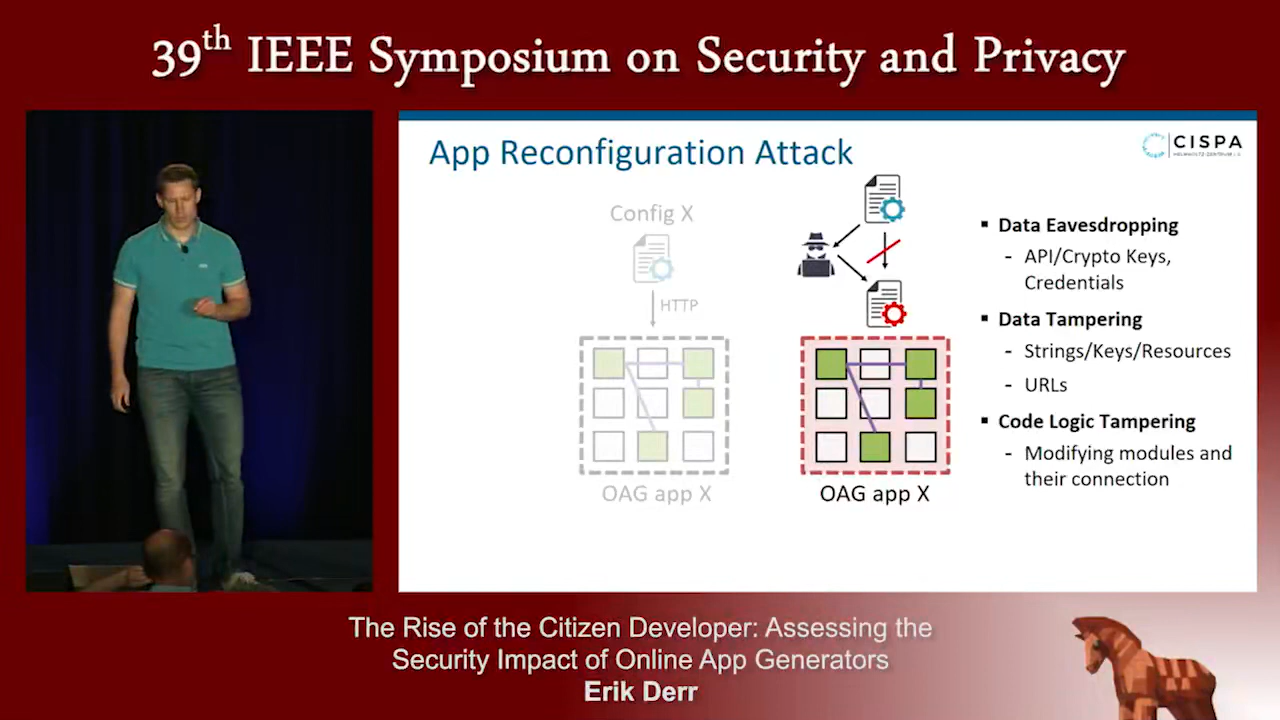 39th IEEE Symposium on Security and Privacy
App Reconfiguration Attack
CISPA
Config X
HTTP
OAG app X
OAG app X
▪ Data Eavesdropping
- API/Crypto Keys,
Credentials
▪ Data Tampering
- Strings/Keys/Resources
- URLs
▪ Code Logic Tampering
- Modifying modules and
their connection
The Rise of the Citizen Developer: Assessing the
Security Impact of Online App Generators
Erik Derr